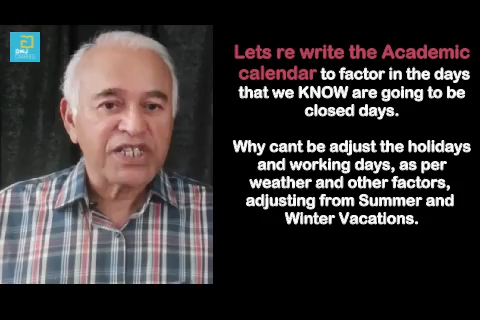 Lets re write the Academic
calendar to factor in the days
that we KNOW are going to be
closed days.
Why cant be adjust the holidays
and working days, as per
weather and other factors,
adjusting from Summer and
Winter Vacations.